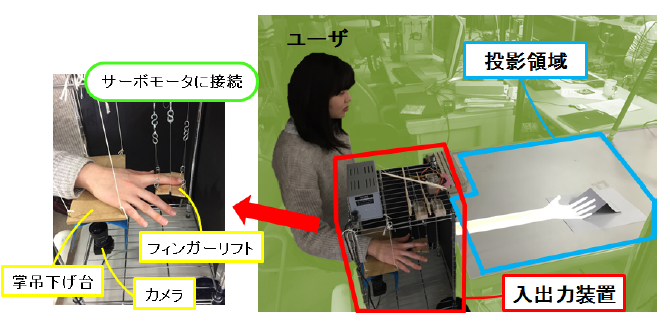 サーボモータに接続
フィンガーリフト
掌吊下げ台
カメラ
ユーザ
投影領域
入出力装置